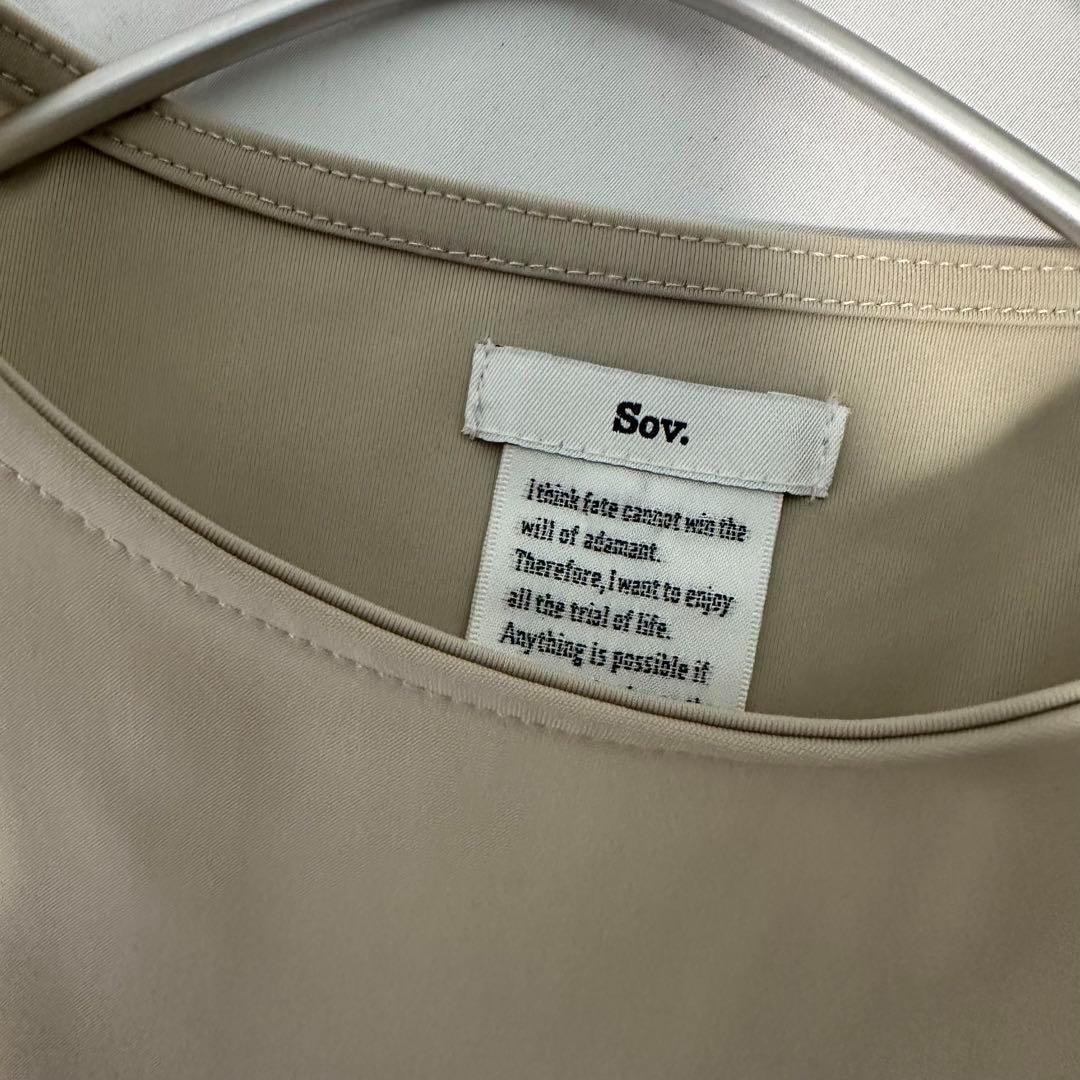 Sov.
I think fate cannot win the
will of adamant.
Therefore, I want to enjoy
all the trial of life.
Anything is possible if